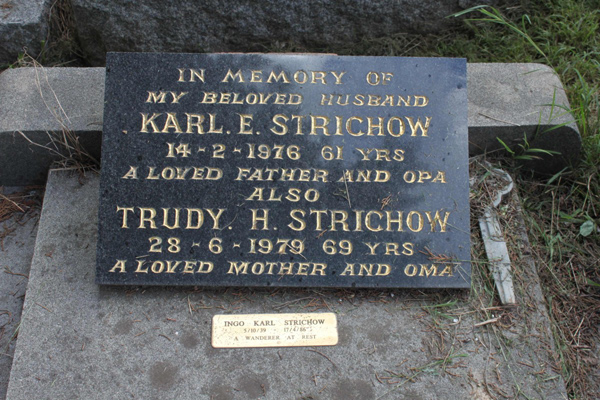 IN MEMORY OF
MY BELOVED HUSBAND
KARL. E. STRICHOW
14-2-1976 61 YRS
A LOVED FATHER AND OPA
ALSO
TRUDY. H. STRICHOW
28-6-1979 69 YRS
A LOVED MOTHER AND OMA
INGO KARL STRICHOW
A WANDERER AT REST